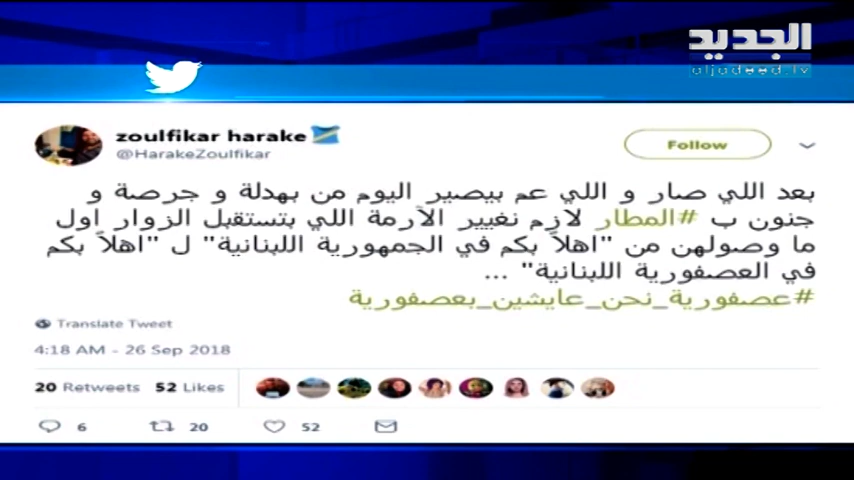 الجديد
aljadeed.tv
zoulfikar harake
@HarakeZoulfikar
Follow
بعد اللي صار و اللي عم بيصير اليوم من بهدلة و جرصة و
جنون ب #المطار لازم نغيير الآرمة اللي بتستقبل الزوار اول
ما وصولهن من "اهلاً بكم في الجمهورية اللبنانية" ل "اهلاً بكم
في العصفورية اللبنانية" ...
#عصفورية_نحن_عايشين_بعصفورية
Translate Tweet
4:18 AM - 26 Sep 2018
20 Retweets 52 Likes
6 20 52